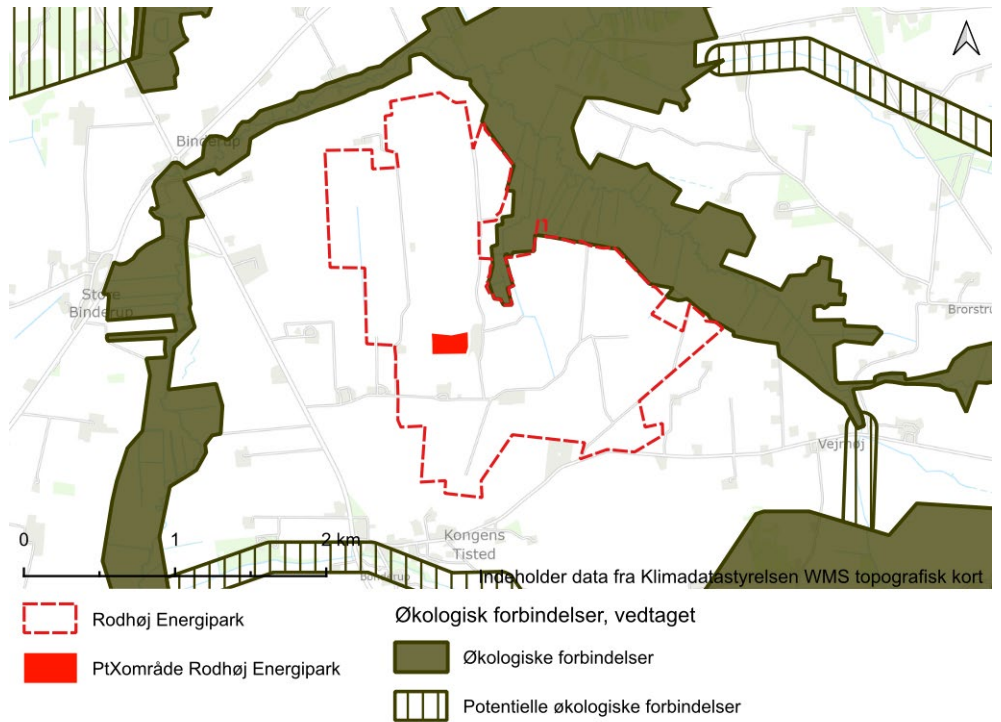 Binderup
Store
Binderup
Brorstru
Vejrhøj
Kongens
Tisted
0 1 2 km
Indeholder data fra Klimadatastyrelsen WMS topografisk kort
Rodhøj Energipark
PtXområde Rodhøj Energipark
Økologisk forbindelser, vedtaget
Økologiske forbindelser
Potentielle økologiske forbindelser